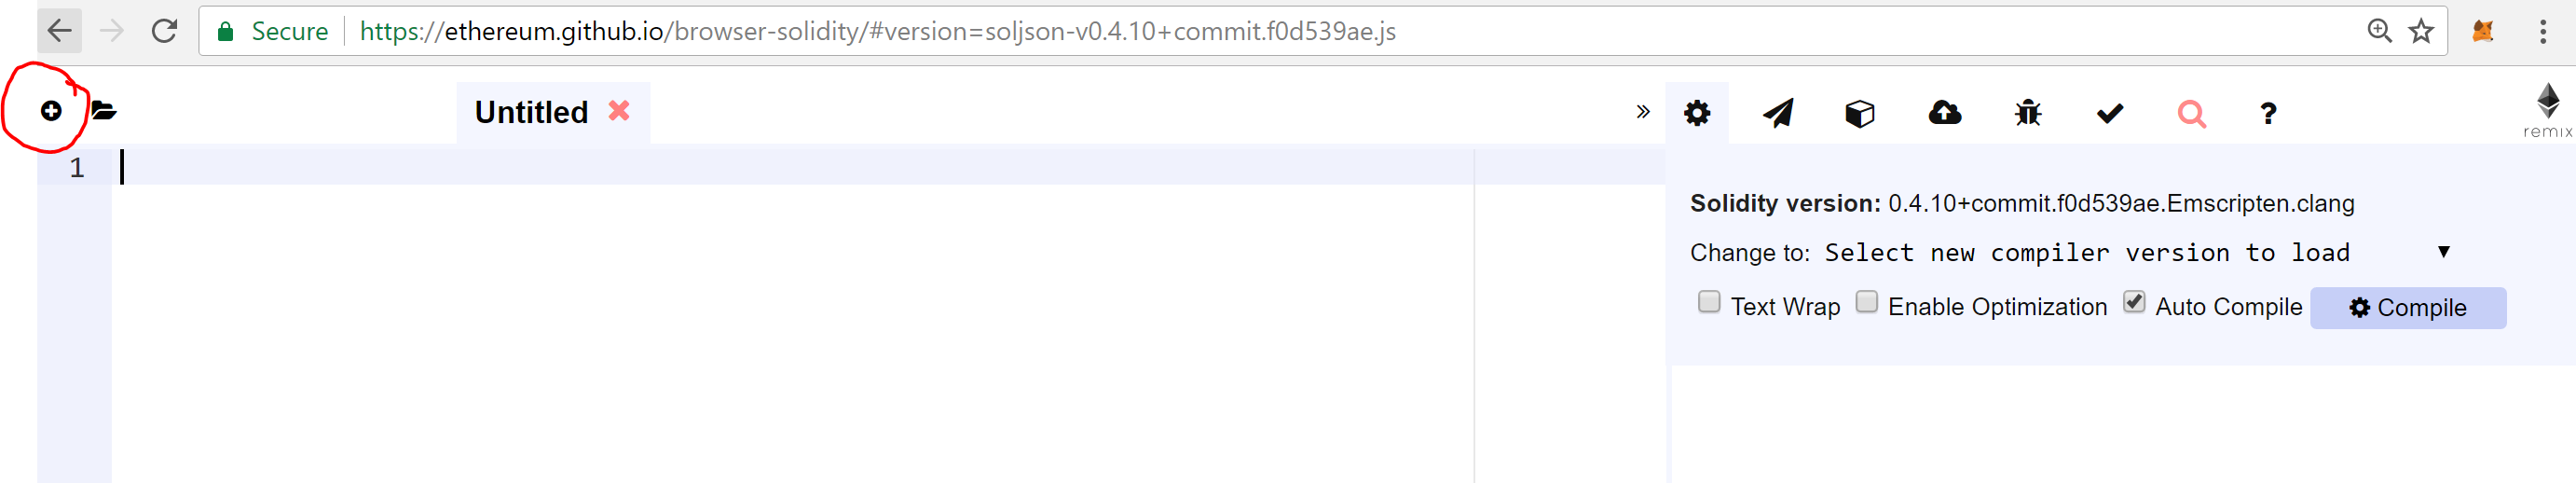 Secure https://ethereum.github.io/browser-solidity/#version=soljson-v0.4.10+commit.f0d539ae.js
Untitled
? remix
1
Solidity version: 0.4.10+commit.f0d539ae.Emscripten.clang
Change to: Select new compiler version to load
Text Wrap Enable Optimization Auto Compile Compile